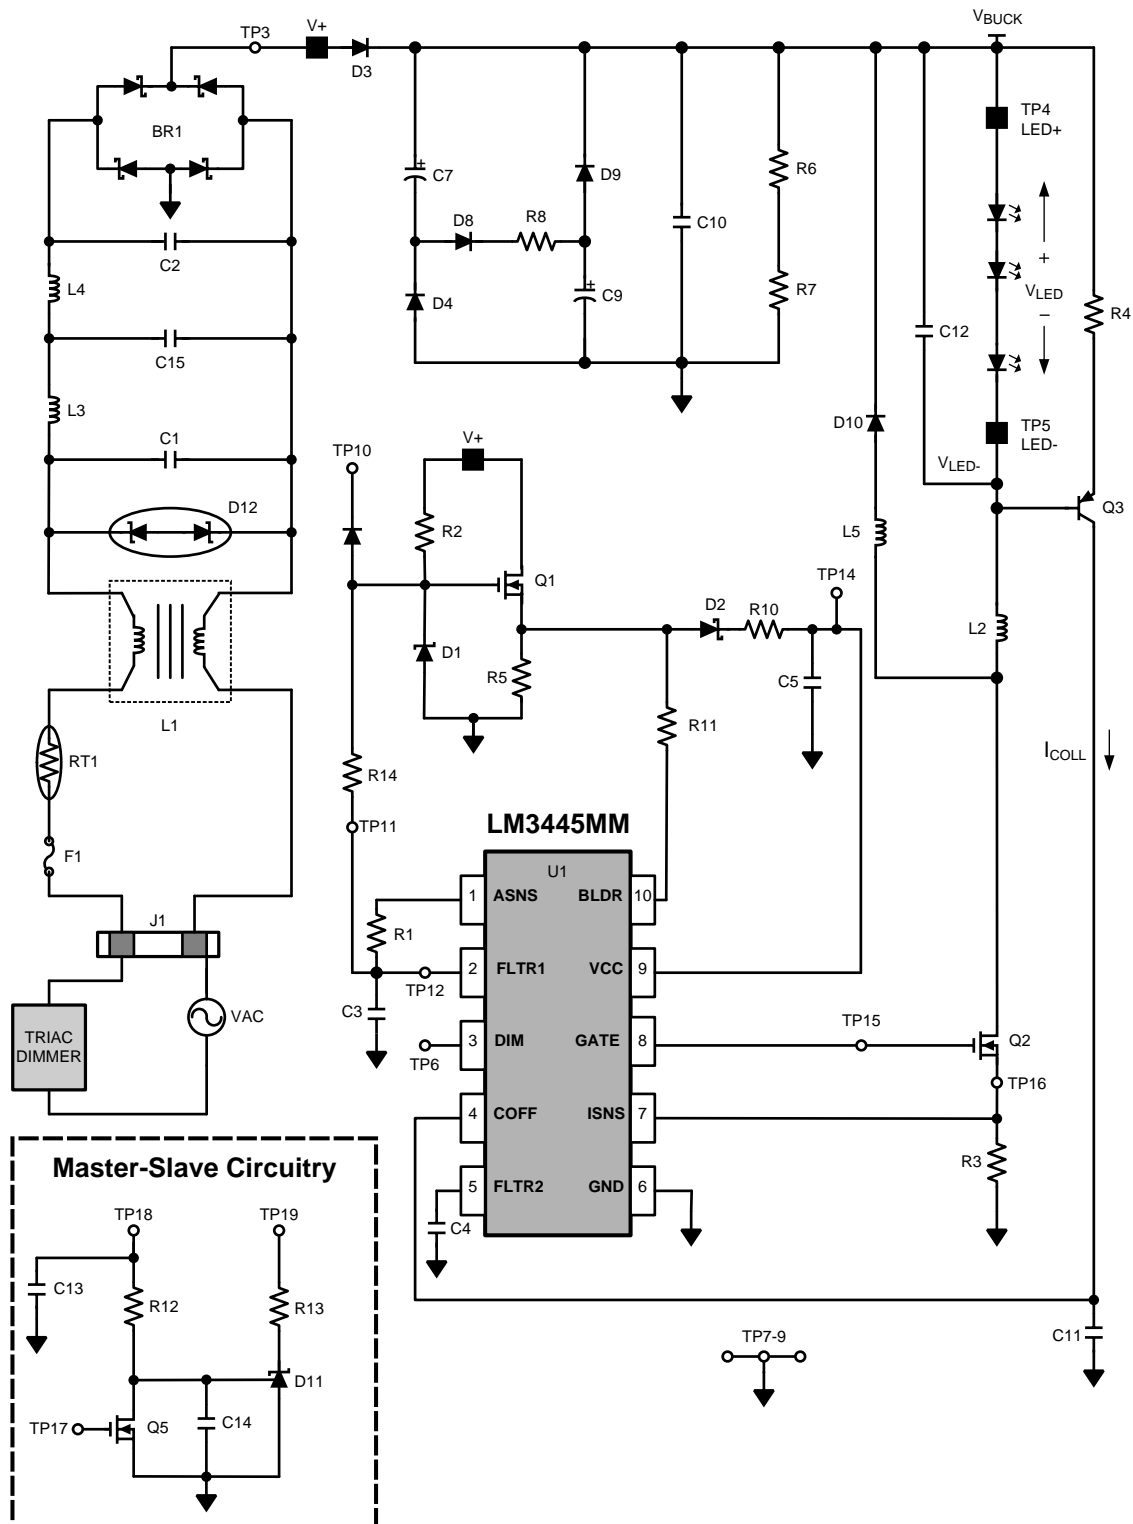 V_BUCK
TP3
V+
D3
BR1
C2
L4
C15
L3
C1
D12
L1
RT1
F1
J1
VAC
TRIAC
DIMMER
+
C7
D8
R8
D9
D4
+
C9
C10
R6
R7
TP4
LED+
+
V_LED
–
TP5
LED-
C12
R4
D10
V_LED-
Q3
L5
L2
I_COLL
TP10
V+
R2
Q1
D1
R5
D2
R10
TP14
C5
R11
R14
TP11
LM3445MM
U1
1 ASNS BLDR 10
R1
2 FLTR1 VCC 9
TP12
C3
3 DIM GATE 8
TP6
TP15
Q2
TP16
4 COFF ISNS 7
R3
5 FLTR2 GND 6
C4
C11
TP7-9
Master-Slave Circuitry
TP18
TP19
C13
R12
R13
D11
TP17
Q5
C14